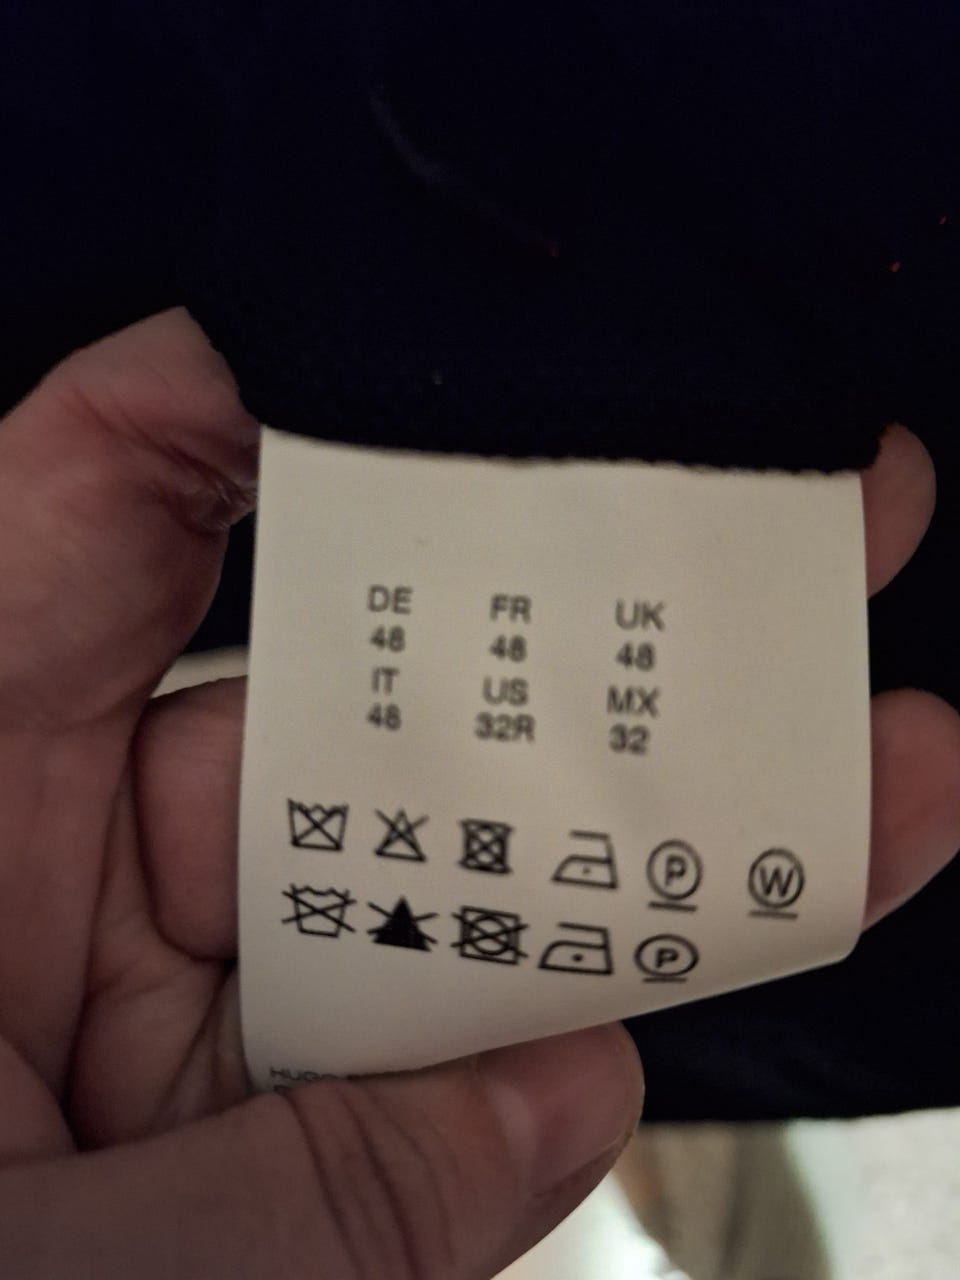 DE FR UK
48 48 48
IT US MX
48 32R 32
P W
P